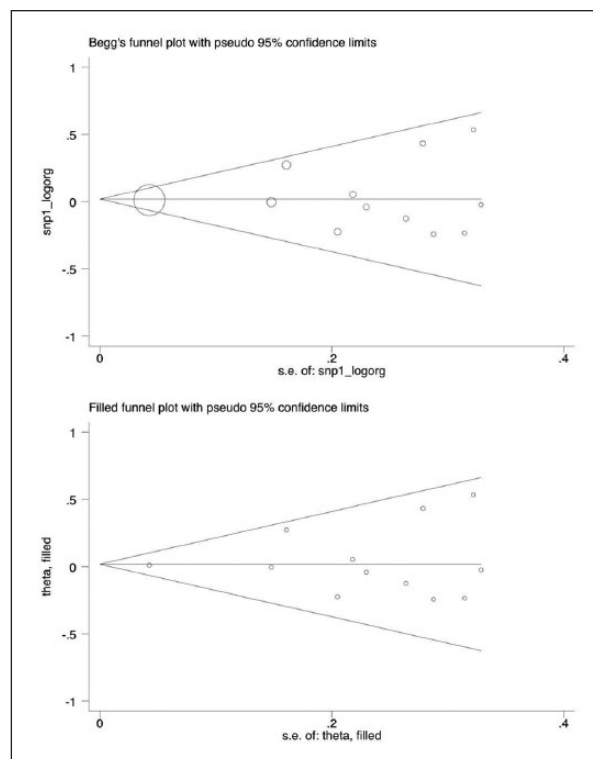 Begg's funnel plot with pseudo 95% confidence limits
1
.5
0
-.5
-1
snp1_logorg
0
.2
.4
s.e. of: snp1_logorg
Filled funnel plot with pseudo 95% confidence limits
1
.5
0
-.5
-1
theta, filled
0
.2
.4
s.e. of: theta, filled